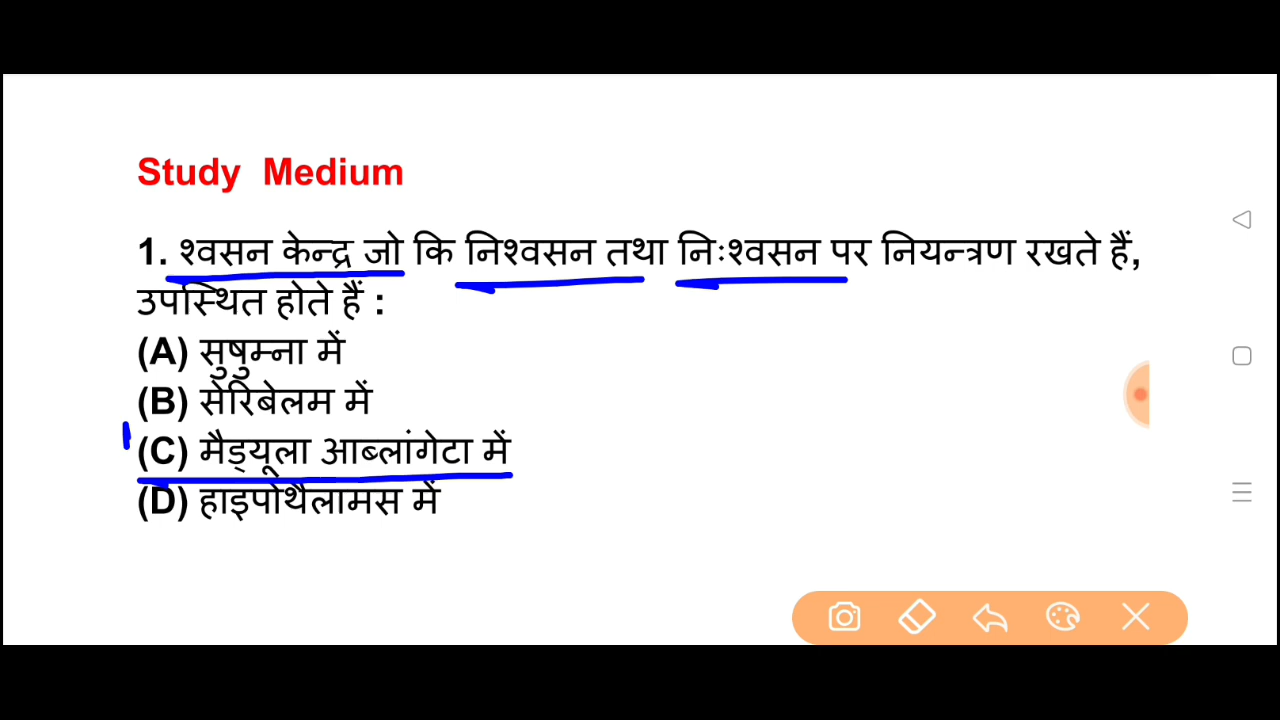 Study Medium
1. श्वसन केन्द्र जो कि निश्वसन तथा निःश्वसन पर नियन्त्रण रखते हैं,
उपस्थित होते हैं :
(A) सुषुम्ना में
(B) सेरिबेलम में
(C) मैड्यूला आब्लांगेटा में
(D) हाइपोथैलामस में